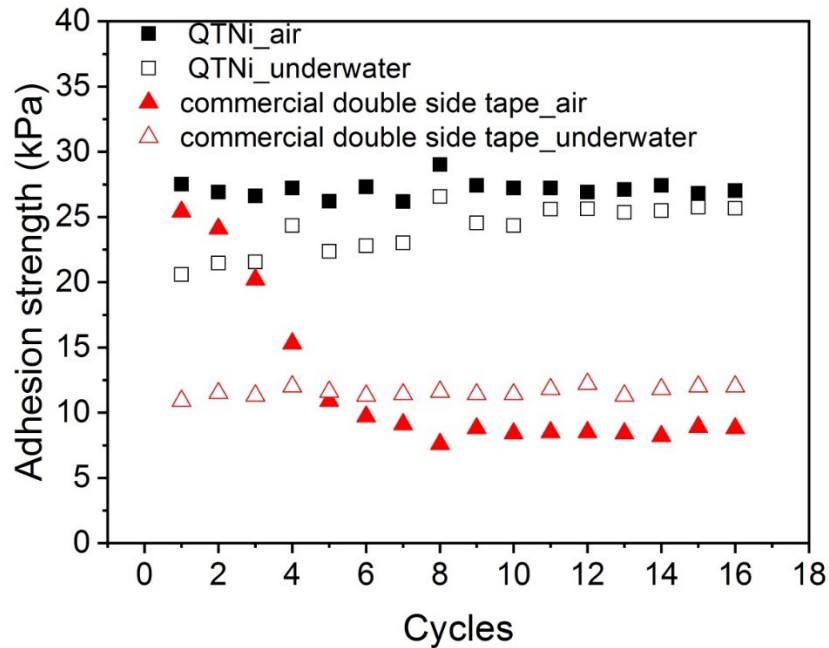 40
35
30
25
20
15
10
5
0
Adhesion strength (kPa)
QTNi_air
QTNi_underwater
commercial double side tape_air
commercial double side tape_underwater
0 2 4 6 8 10 12 14 16 18
Cycles